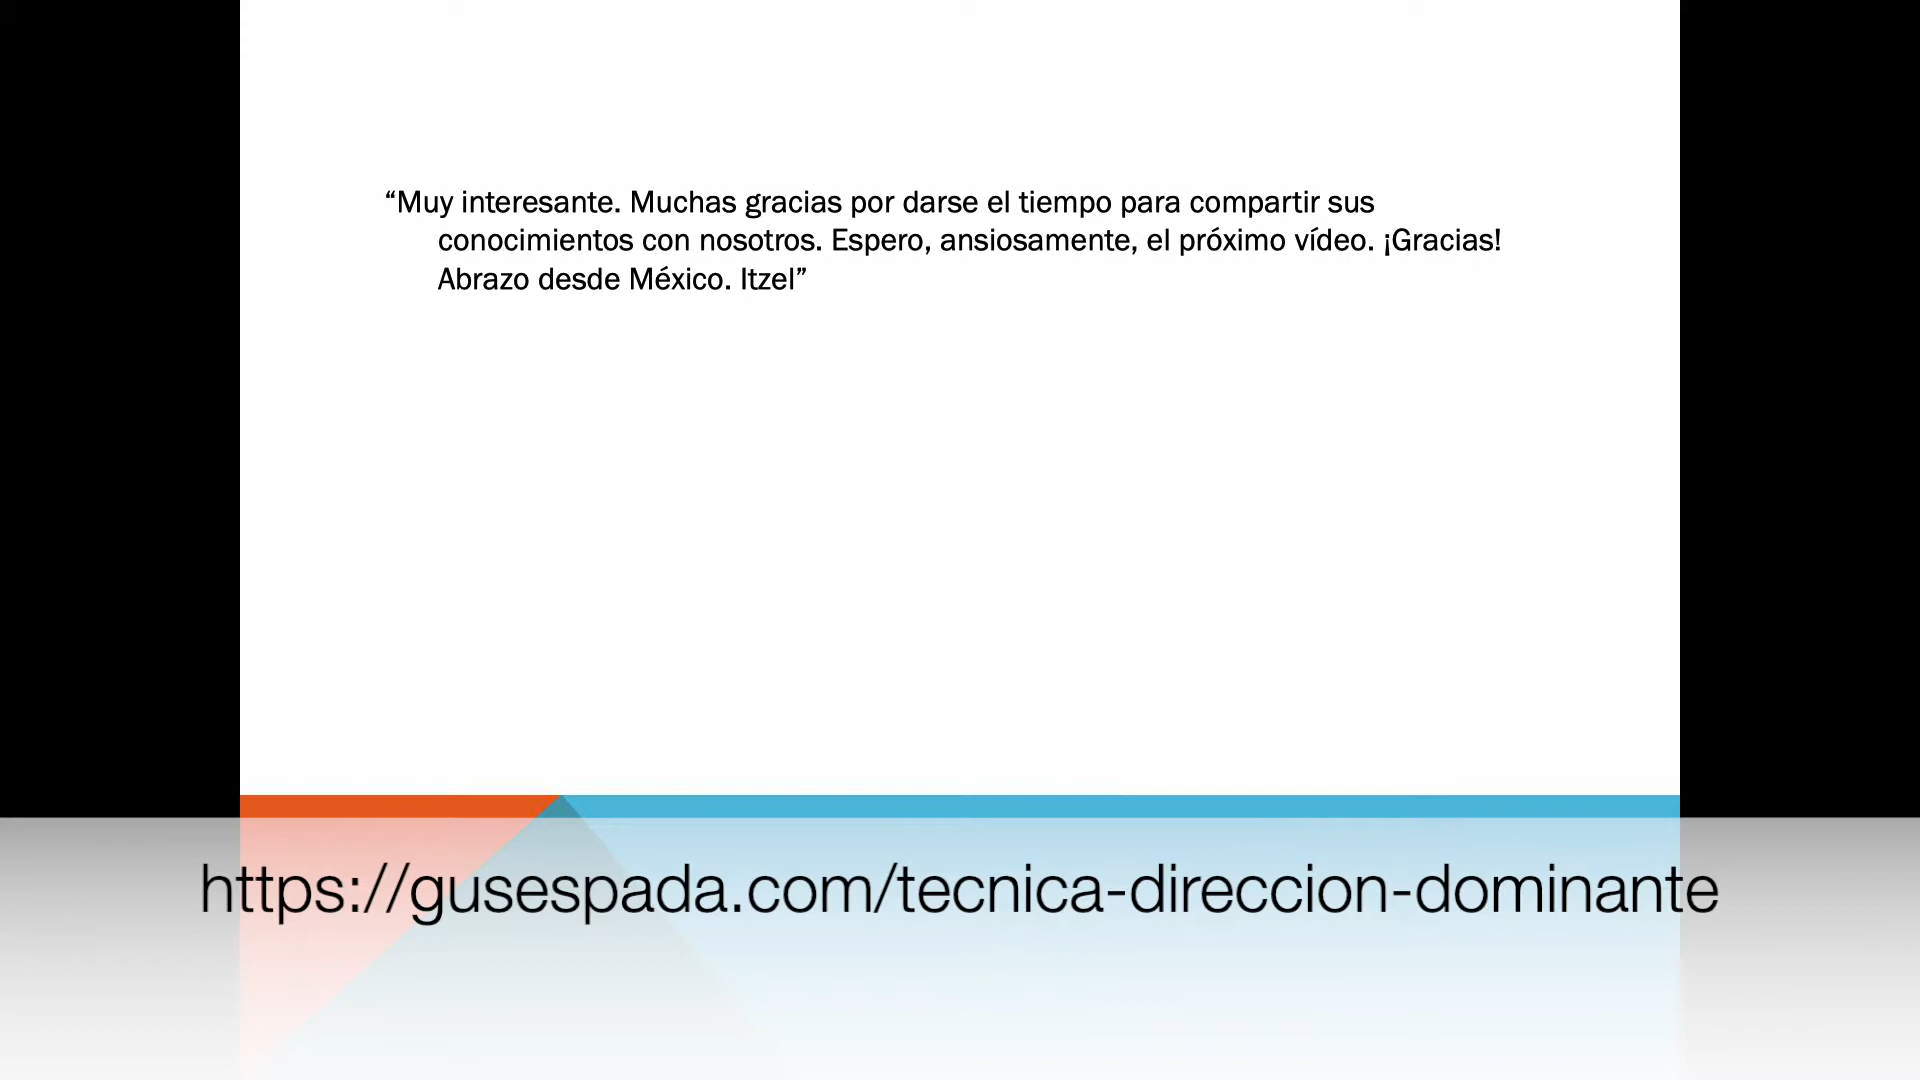 “Muy interesante. Muchas gracias por darse el tiempo para compartir sus
conocimientos con nosotros. Espero, ansiosamente, el próximo vídeo. ¡Gracias!
Abrazo desde México. Itzel”
https://gusespada.com/tecnica-direccion-dominante